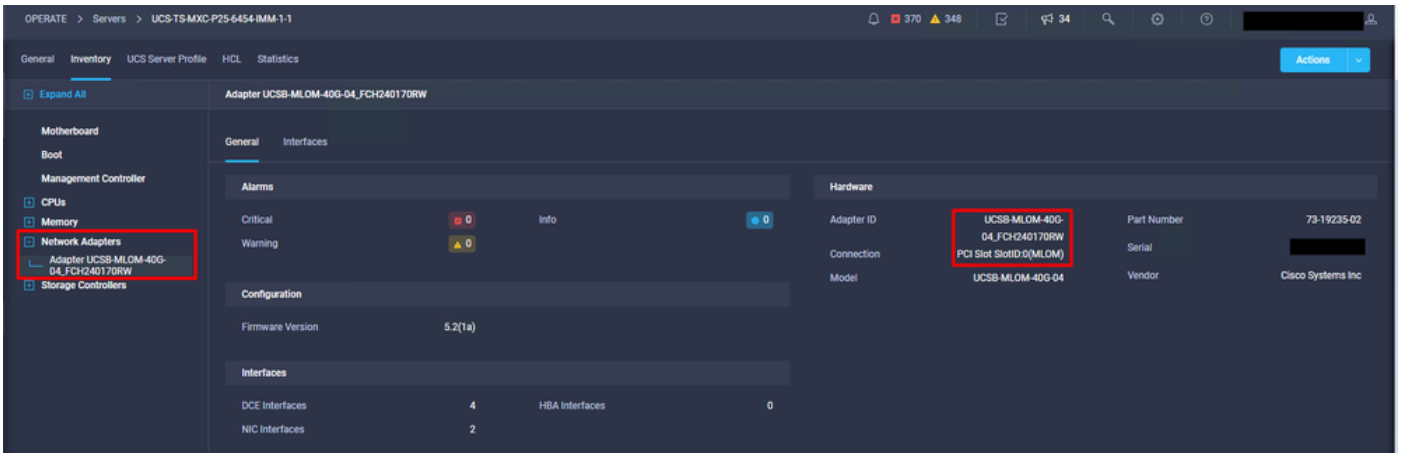 OPERATE > Servers > UCS-TS-MXC-P25-6454-IMM-1-1
370 348 34
General Inventory UCS Server Profile HCL Statistics
Actions
Expand All
Adapter UCSB-MLOM-40G-04_FCH240170RW
Motherboard
Boot
Management Controller
CPUs
Memory
Network Adapters
Adapter UCSB-MLOM-40G-
04_FCH240170RW
Storage Controllers
General Interfaces
Alarms
Critical 0 Info 0
Warning 0
Configuration
Firmware Version 5.2(1a)
Interfaces
DCE Interfaces 4 HBA Interfaces 0
NIC Interfaces 2
Hardware
Adapter ID UCSB-MLOM-40G-
04_FCH240170RW
Part Number 73-19235-02
Serial
Connection PCI Slot SlotID:0(MLOM)
Model UCSB-MLOM-40G-04
Vendor Cisco Systems Inc